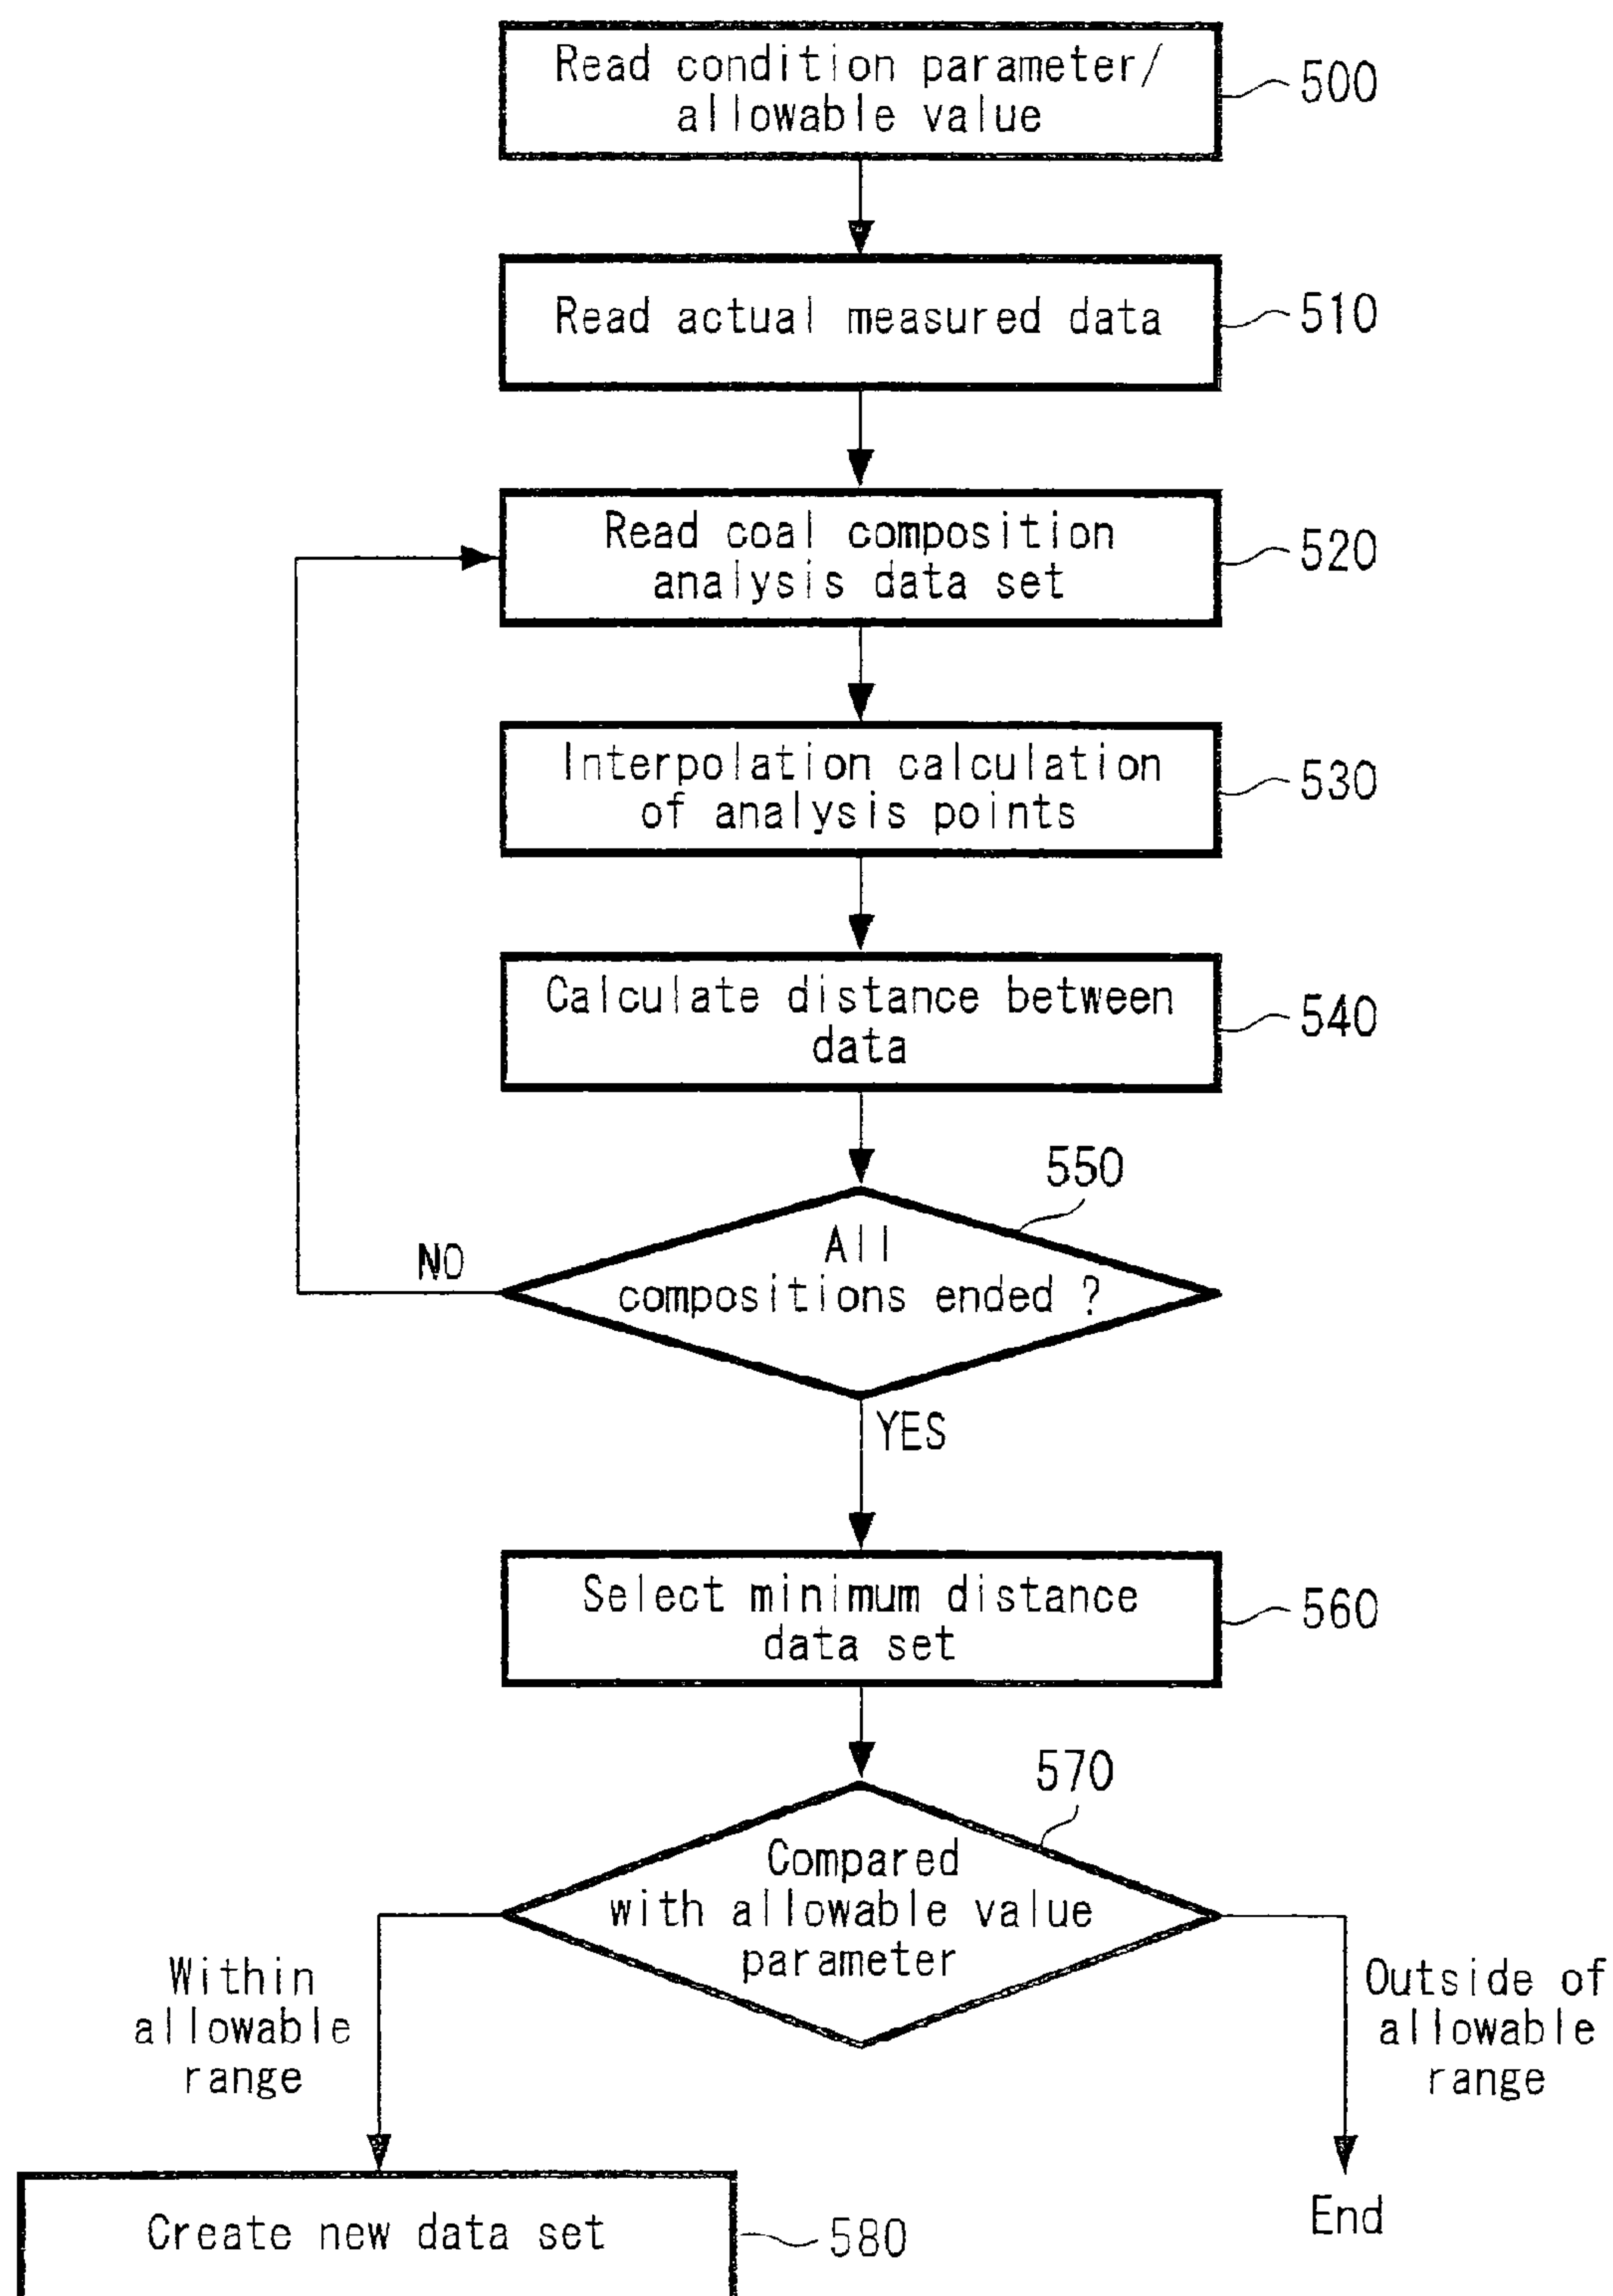 Read condition parameter/
allowable value
500
Read actual measured data
510
Read coal composition
analysis data set
520
Interpolation calculation
of analysis points
530
Calculate distance between
data
540
550
All
compositions ended ?
NO
YES
Select minimum distance
data set
560
570
Compared
with allowable value
parameter
Within
allowable
range
Outside of
allowable
range
Create new data set
580
End